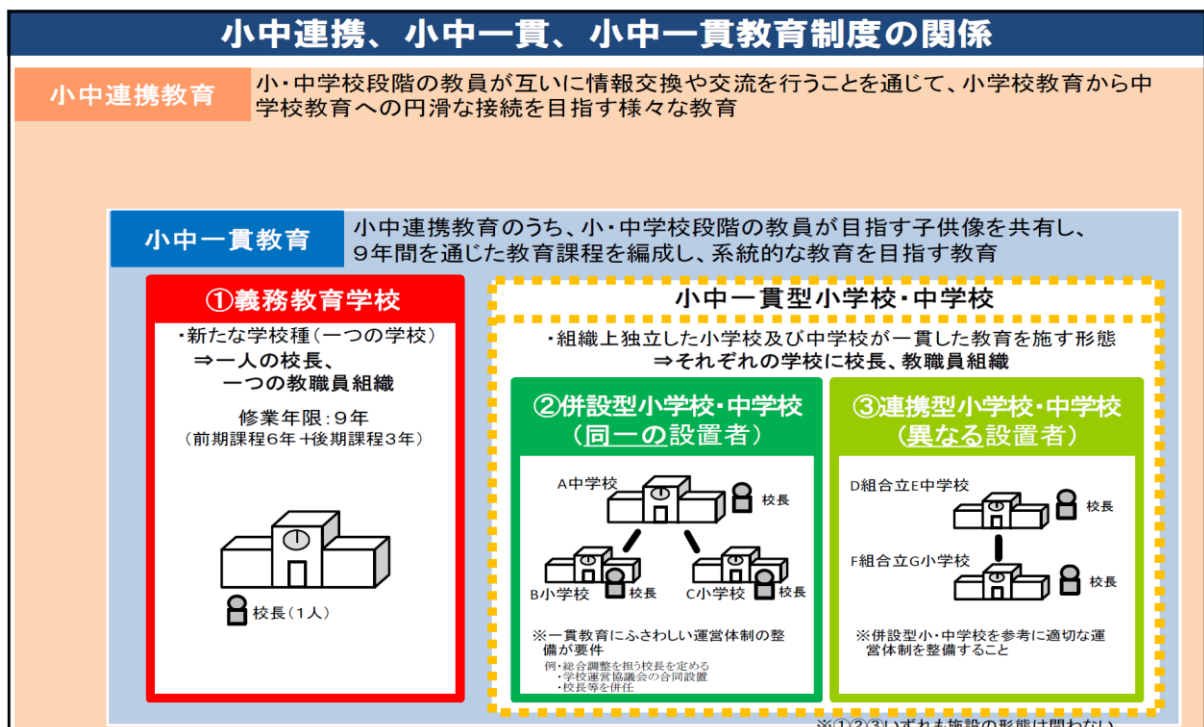 小中連携、小中一貫、小中一貫教育制度の関係
小中連携教育
小・中学校段階の教員が互いに情報交換や交流を行うことを通じて、小学校教育から中
学校教育への円滑な接続を目指す様々な教育
小中一貫教育
小中連携教育のうち、小・中学校段階の教員が目指す子供像を共有し、
9年間を通じた教育課程を編成し、系統的な教育を目指す教育
①義務教育学校
・新たな学校種(一つの学校)
⇒一人の校長、
一つの教職員組織
修業年限:9年
(前期課程6年+後期課程3年)
校長(1人)
小中一貫型小学校・中学校
・組織上独立した小学校及び中学校が一貫した教育を施す形態
⇒それぞれの学校に校長、教職員組織
②併設型小学校・中学校
(同一の設置者)
A中学校
校長
B小学校
校長
C小学校
校長
※一貫教育にふさわしい運営体制の整
備が要件
例・総合調整を担う校長を定める
・学校運営協議会の合同設置
・校長等を併任
③連携型小学校・中学校
(異なる設置者)
D組合立E中学校
校長
F組合立G小学校
校長
※併設型小・中学校を参考に適切な運
営体制を整備すること
※①②③いずれも施設の形態は問わない